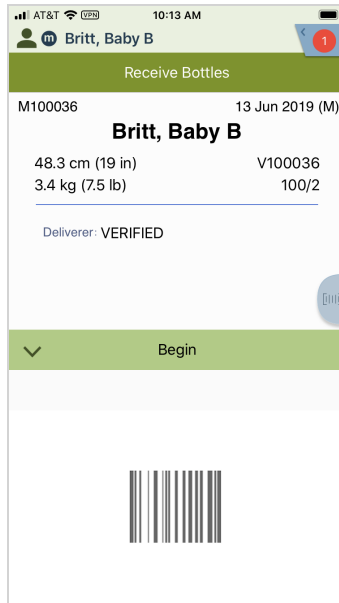 AT&T VPN 10:13 AM
m Britt, Baby B
1
Receive Bottles
M100036 13 Jun 2019 (M)
Britt, Baby B
48.3 cm (19 in) V100036
3.4 kg (7.5 lb) 100/2
Deliverer: VERIFIED
Begin